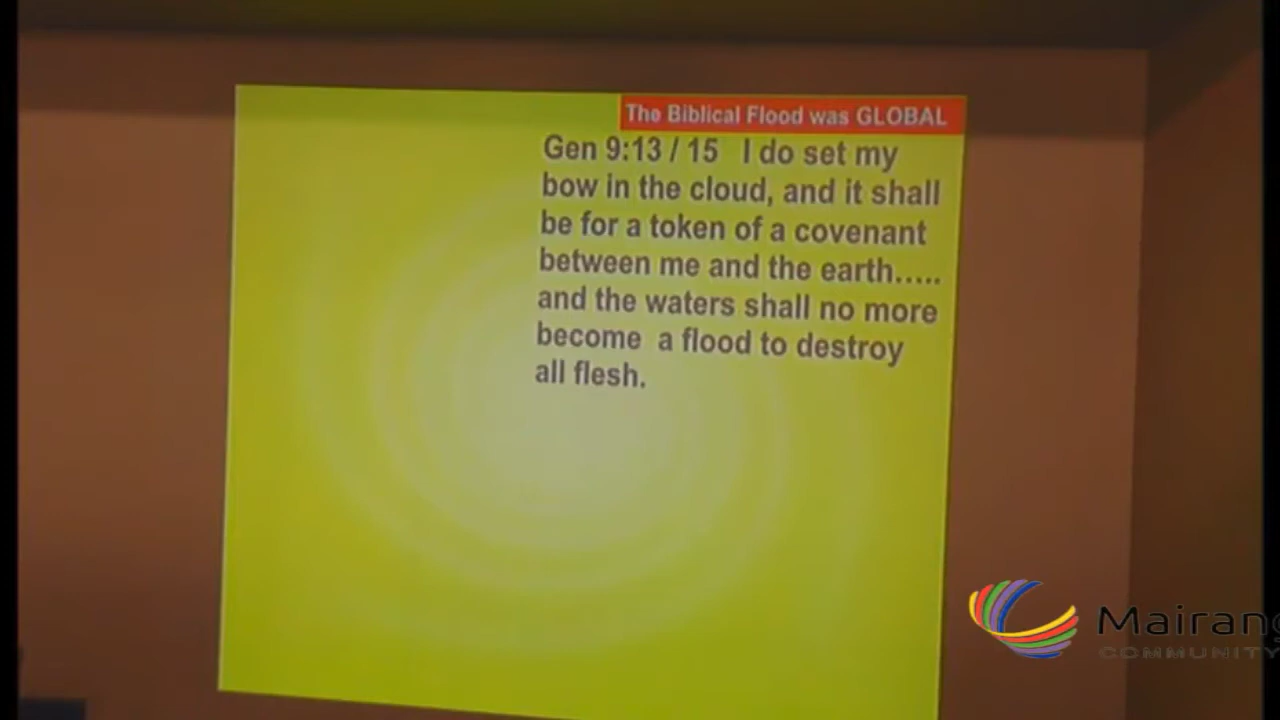 The Biblical Flood was GLOBAL
Gen 9:13 / 15 I do set my
bow in the cloud, and it shall
be for a token of a covenant
between me and the earth.....
and the waters shall no more
become a flood to destroy
all flesh.
Mairang
COMMUNITY